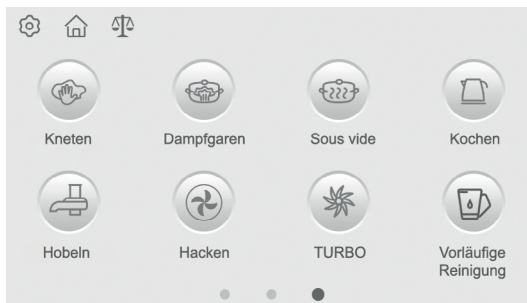 Kneten
Dampfgaren
Sous vide
Kochen
Hobeln
Hacken
TURBO
Vorläufige
Reinigung